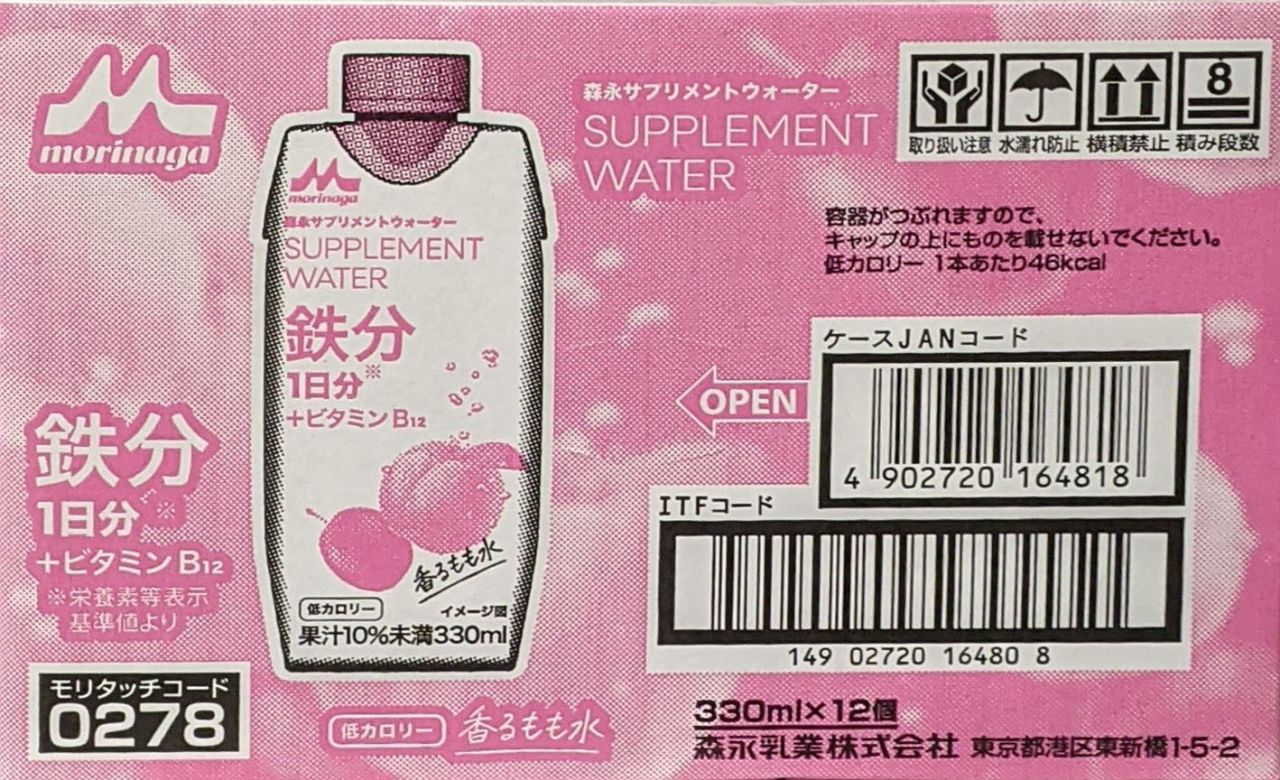 morinaga
morinaga
森永サプリメントウォーター
SUPPLEMENT
WATER
鉄分
1日分※
+ビタミンB12
香るもも水
低カロリー
イメージ図
果汁10%未満330ml
森永サプリメントウォーター
SUPPLEMENT
WATER
8
取り扱い注意 水濡れ防止 横積禁止 積み段数
容器がつぶれますので、
キャップの上にものを載せないでください。
低カロリー 1本あたり46kcal
OPEN
ケースJANコード
4 902720 164818
ITFコード
149 02720 16480 8
鉄分
1日分※
+ビタミンB12
※栄養素等表示
基準値より
モリタッチコード
0278
低カロリー 香るもも水
330ml×12個
森永乳業株式会社 東京都港区東新橋1-5-2